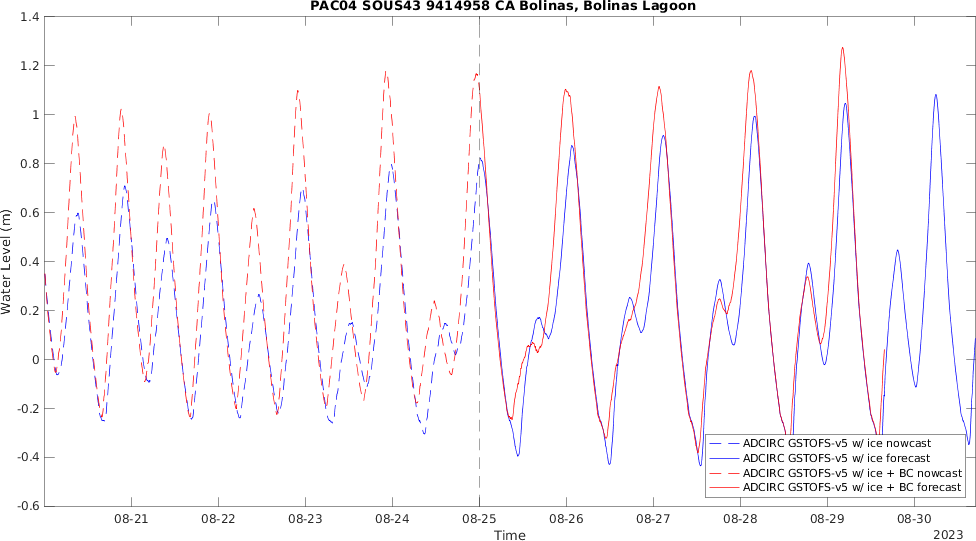 PAC04 SOUS43 9414958 CA Bolinas, Bolinas Lagoon
1.4
1.2
1
0.8
0.6
0.4
0.2
0
-0.2
-0.4
-0.6
Water Level (m)
ADCIRC GSTOFS-v5 w/ ice nowcast
ADCIRC GSTOFS-v5 w/ ice forecast
ADCIRC GSTOFS-v5 w/ ice + BC nowcast
ADCIRC GSTOFS-v5 w/ ice + BC forecast
08-21 08-22 08-23 08-24 08-25 08-26 08-27 08-28 08-29 08-30
Time
2023